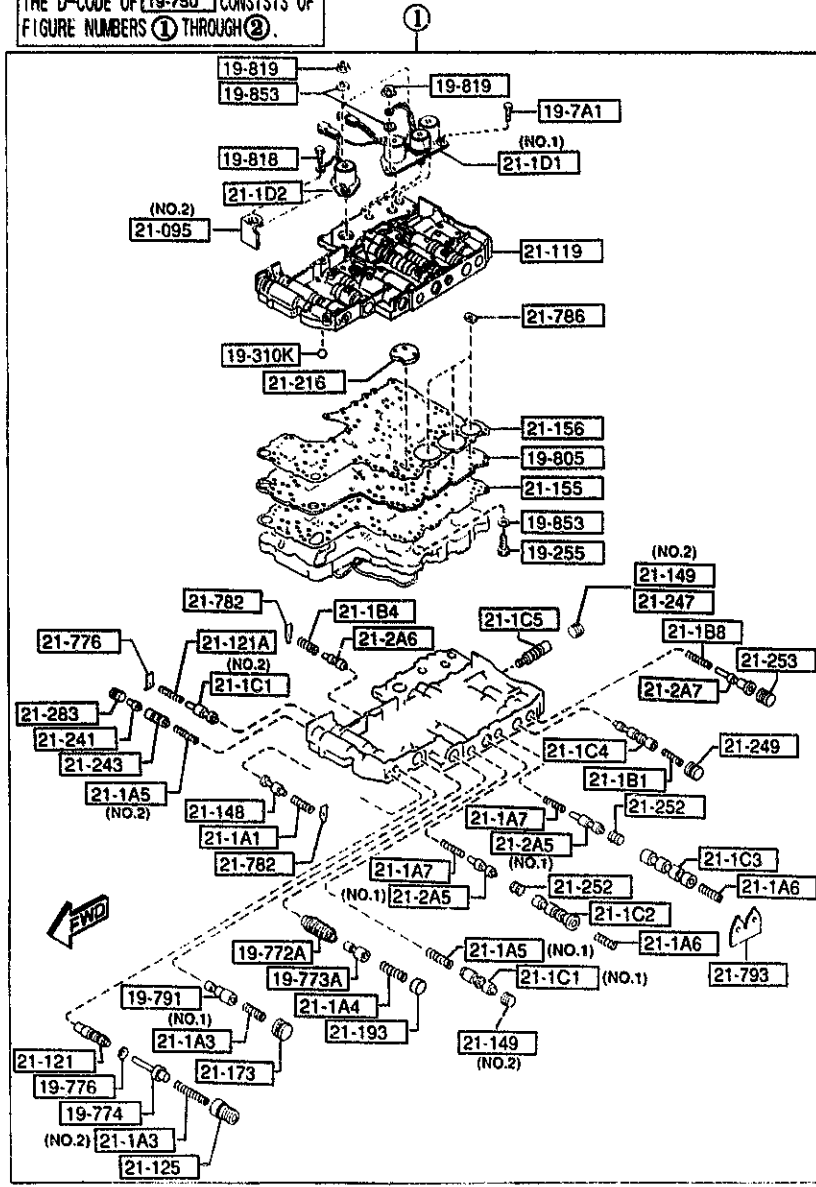 THE D-CODE OF 19-750 CONSISTS OF
FIGURE NUMBERS ① THROUGH ②.
①
19-819
19-853
19-819
19-7A1
(NO.1)
21-1D1
19-818
21-1D2
(NO.2)
21-095
21-119
21-786
19-310K
21-216
21-156
19-805
21-155
19-853
19-255
(NO.2)
21-149
21-247
21-782
21-1B4
21-2A6
21-1C5
21-1B8
21-253
21-2A7
21-776
21-121A
(NO.2)
21-1C1
21-283
21-241
21-243
21-1A5
(NO.2)
21-1C4
21-249
21-1B1
21-148
21-1A1
21-782
21-1A7
21-252
21-2A5
(NO.1)
21-1C3
21-1A6
21-1A7
(NO.1) 21-2A5
21-252
21-1C2
21-1A6
21-793
FWD
19-772A
19-773A
21-1A4
21-193
21-1A5 (NO.1)
21-1C1 (NO.1)
21-149
(NO.2)
19-791
(NO.1)
21-1A3
21-173
21-121
19-776
19-774
(NO.2) 21-1A3
21-125